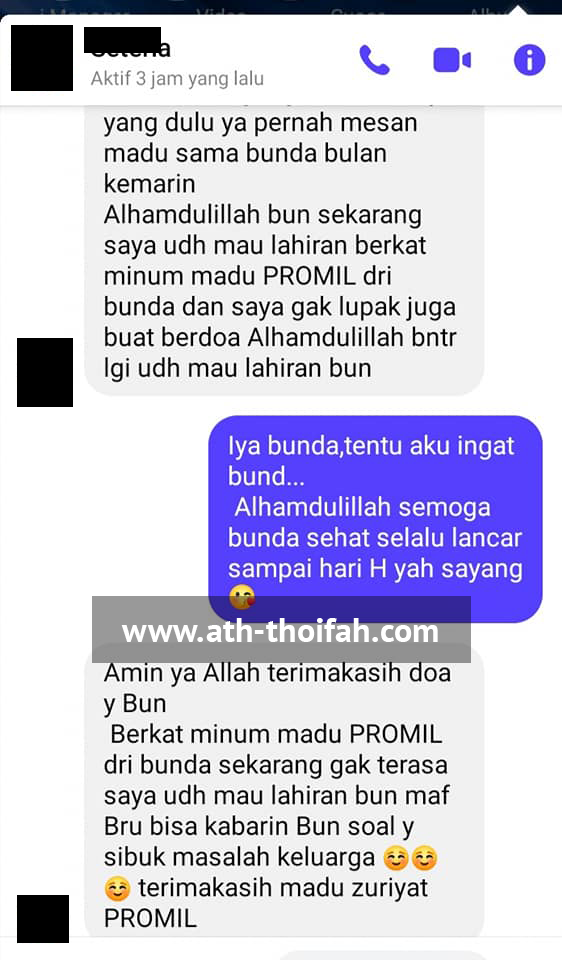 Aktif 3 jam yang lalu
yang dulu ya pernah mesan
madu sama bunda bulan
kemarin
Alhamdulillah bun sekarang
saya udh mau lahiran berkat
minum madu PROMIL dri
bunda dan saya gak lupak juga
buat berdoa Alhamdulillah bntr
lgi udh mau lahiran bun
Iya bunda,tentu aku ingat
bund...
Alhamdulillah semoga
bunda sehat selalu lancar
sampai hari H yah sayang
😘
www.ath-thoifah.com
Amin ya Allah terimakasih doa
y Bun
Berkat minum madu PROMIL
dri bunda sekarang gak terasa
saya udh mau lahiran bun maf
Bru bisa kabarin Bun soal y
sibuk masalah keluarga ☺️☺️
☺️ terimakasih madu zuriyat
PROMIL